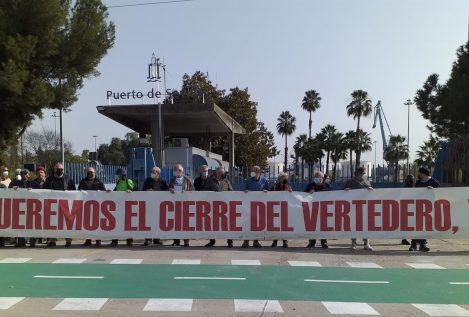 Puerto de
UEREMOS EL CIERRE DEL VERTEDERO,